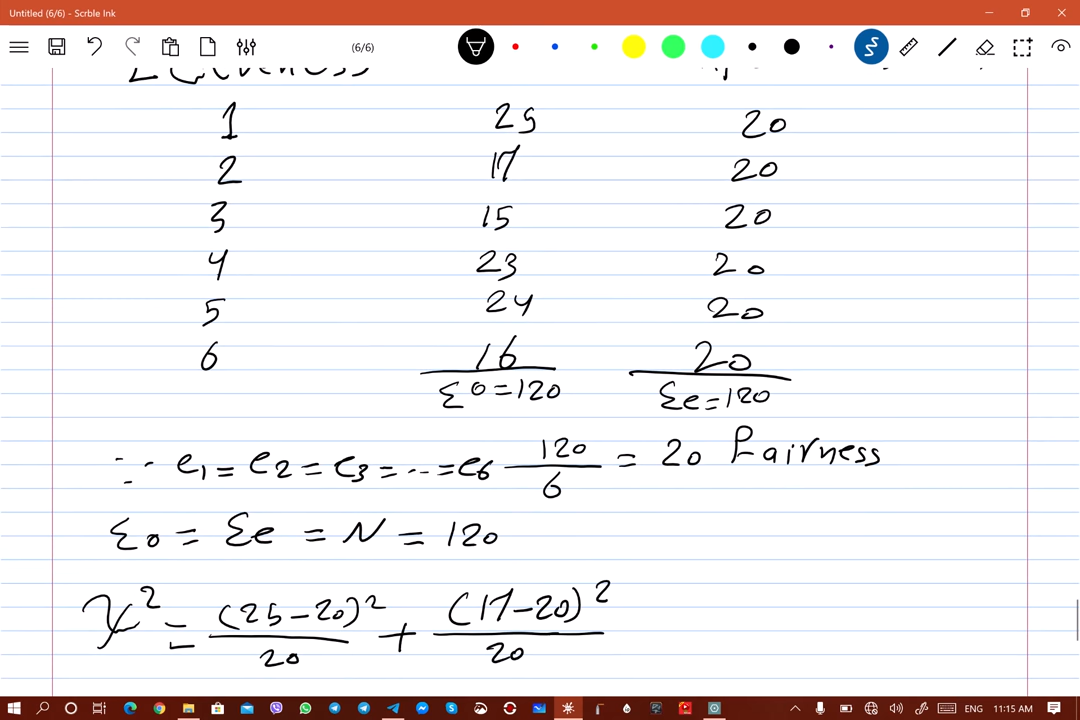 Untitled (6/6) - Scrble Ink
(6/6)
1 25 20
2 17 20
3 15 20
4 23 20
5 24 20
6 16 20
Σo=120 Σe=120
∵ e1 = e2 = e3 = ... = e6 120/6 = 20 Fairness
Σo = Σe = N = 120
χ² = (25-20)²/20 + (17-20)²/20
ENG 11:15 AM